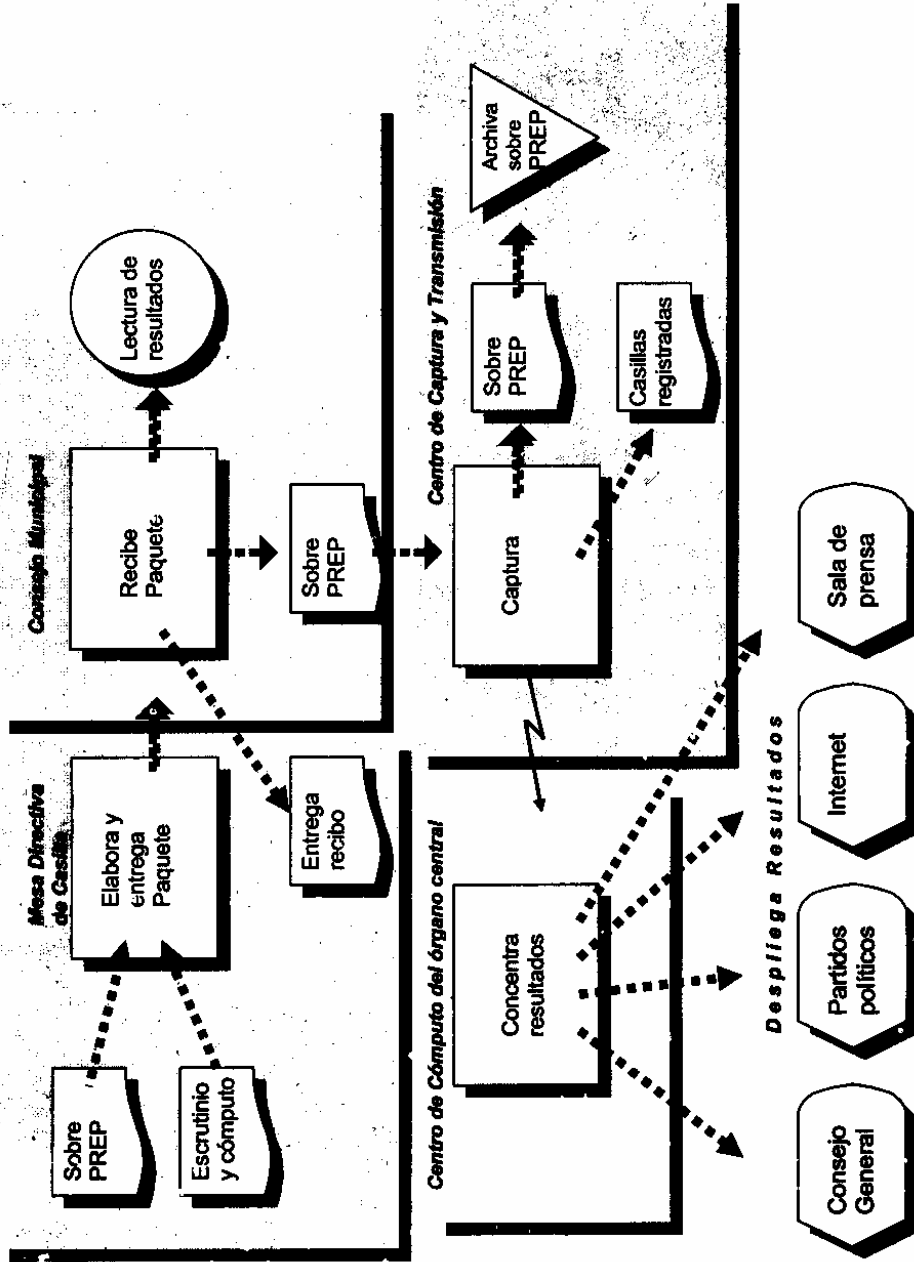 Mesa Directiva
de Casilla
Sobre
PREP
Escrutinio
y cómputo
Elabora y
entrega
Paquete
Entrega
recibo
Consejo Municipal
Recibe
Paquete
Lectura de
resultados
Sobre
PREP
Centro de Cómputo del órgano central
Concentra
resultados
Centro de Captura y Transmisión
Captura
Sobre
PREP
Archiva
sobre
PREP
Casillas
registradas
Despliega Resultados
Consejo
General
Partidos
políticos
Internet
Sala de
prensa